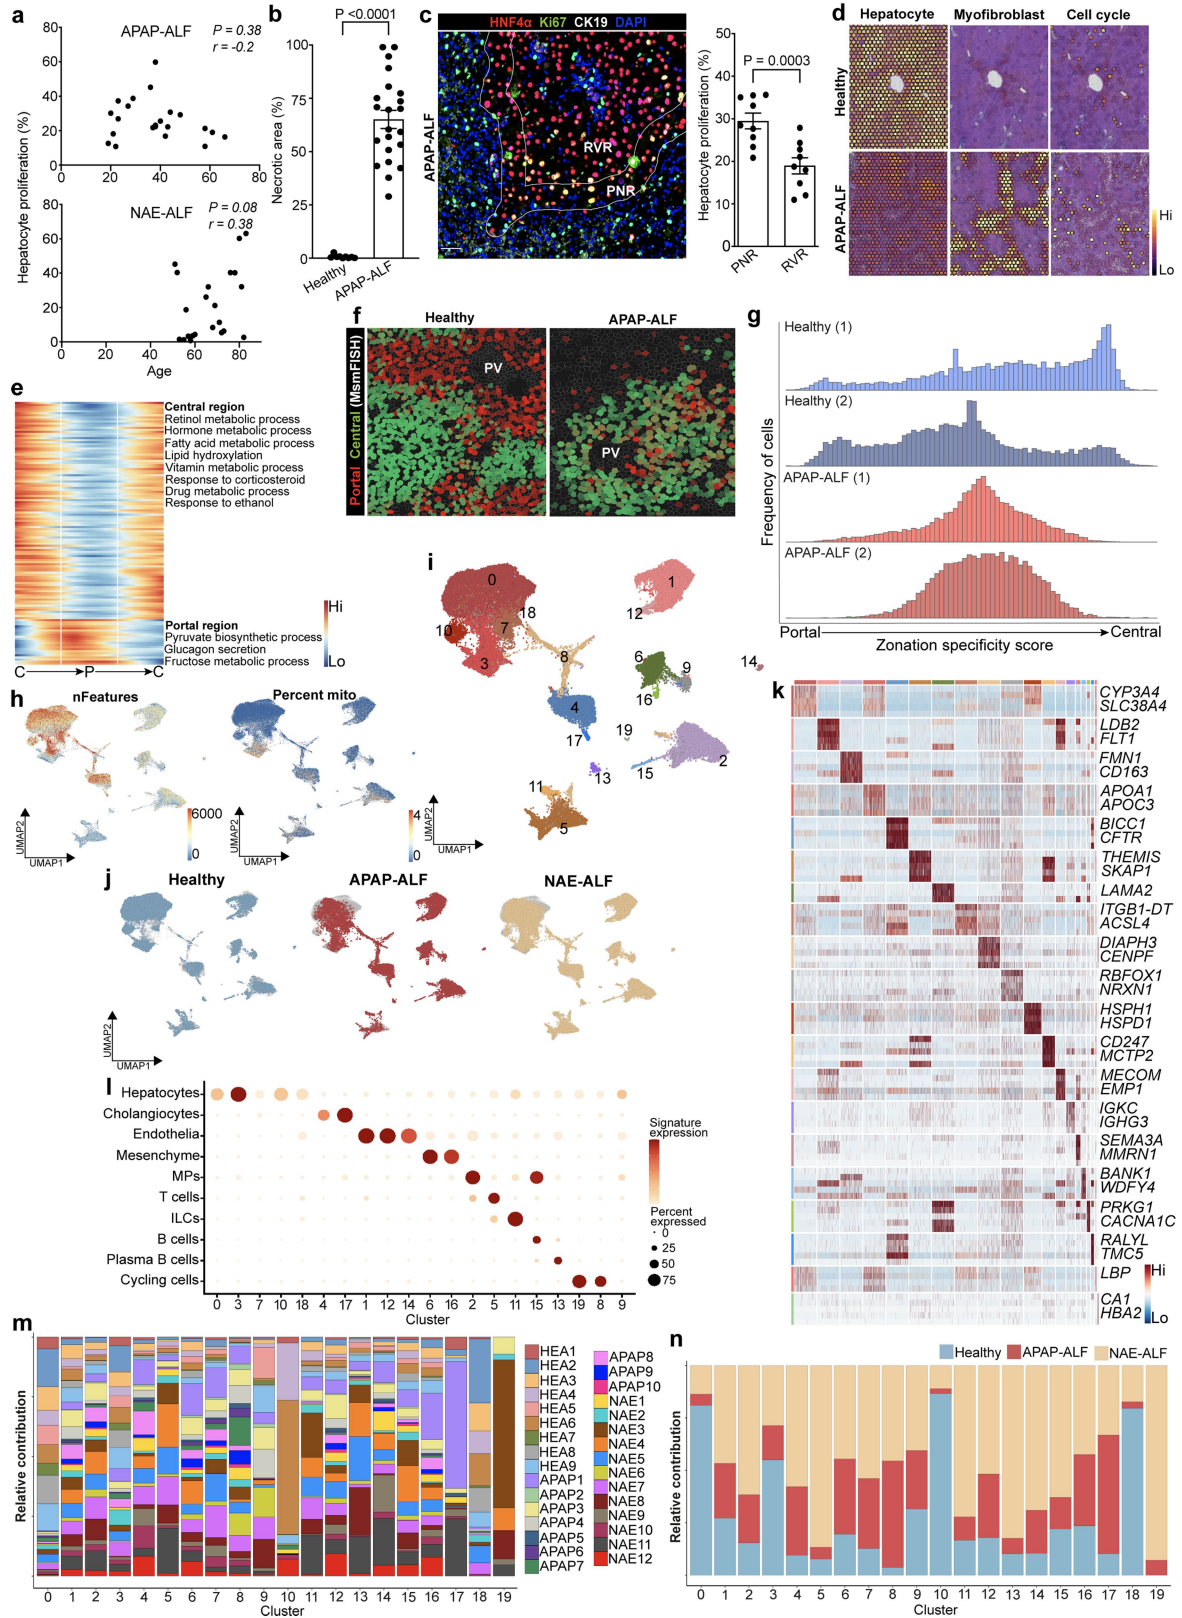 a
APAP-ALF
P = 0.38
r = -0.2
80
60
40
20
0
0 20 40 60 80
NAE-ALF
P = 0.08
r = 0.38
80
60
40
20
0
0 20 40 60 80
Age
Hepatocyte proliferation (%)
b
P <0.0001
100
75
50
25
0
Necrotic area (%)
Healthy
APAP-ALF
c
HNF4α Ki67 CK19 DAPI
APAP-ALF
RVR
PNR
50
40
30
20
10
0
P = 0.0003
Hepatocyte proliferation (%)
PNR
RVR
d
Hepatocyte Myofibroblast Cell cycle
Healthy
APAP-ALF
Hi
Lo
e
Central region
Retinol metabolic process
Hormone metabolic process
Fatty acid metabolic process
Lipid hydroxylation
Vitamin metabolic process
Response to corticosteroid
Drug metabolic process
Response to ethanol
Portal region
Pyruvate biosynthetic process
Glucagon secretion
Fructose metabolic process
Hi
Lo
C P C
f
Healthy APAP-ALF
Portal Central (MsmFISH)
PV
PV
g
Healthy (1)
Healthy (2)
APAP-ALF (1)
APAP-ALF (2)
Frequency of cells
Portal Central
Zonation specificity score
h
nFeatures
6000
0
UMAP2
UMAP1
Percent mito
4
0
UMAP2
UMAP1
i
0
1
12
18
10
7
3
8
6
9
14
16
4
17
19
2
13
15
11
5
UMAP2
UMAP1
j
Healthy APAP-ALF NAE-ALF
UMAP2
UMAP1
k
CYP3A4
SLC38A4
LDB2
FLT1
FMN1
CD163
APOA1
APOC3
BICC1
CFTR
THEMIS
SKAP1
LAMA2
ITGB1-DT
ACSL4
DIAPH3
CENPF
RBFOX1
NRXN1
HSPH1
HSPD1
CD247
MCTP2
MECOM
EMP1
IGKC
IGHG3
SEMA3A
MMRN1
BANK1
WDFY4
PRKG1
CACNA1C
RALYL
TMC5
LBP
CA1
HBA2
Hi
Lo
l
Hepatocytes
Cholangiocytes
Endothelia
Mesenchyme
MPs
T cells
ILCs
B cells
Plasma B cells
Cycling cells
0 3 7 10 18 4 17 1 12 14 6 16 2 5 11 15 13 19 8 9
Cluster
Signature
expression
Percent
expressed
0
25
50
75
m
Relative contribution
0 1 2 3 4 5 6 7 8 9 10 11 12 13 14 15 16 17 18 19
Cluster
HEA1
HEA2
HEA3
HEA4
HEA5
HEA6
HEA7
HEA8
HEA9
APAP1
APAP2
APAP3
APAP4
APAP5
APAP6
APAP7
APAP8
APAP9
APAP10
NAE1
NAE2
NAE3
NAE4
NAE5
NAE6
NAE7
NAE8
NAE9
NAE10
NAE11
NAE12
n
Healthy APAP-ALF NAE-ALF
Relative contribution
0 1 2 3 4 5 6 7 8 9 10 11 12 13 14 15 16 17 18 19
Cluster